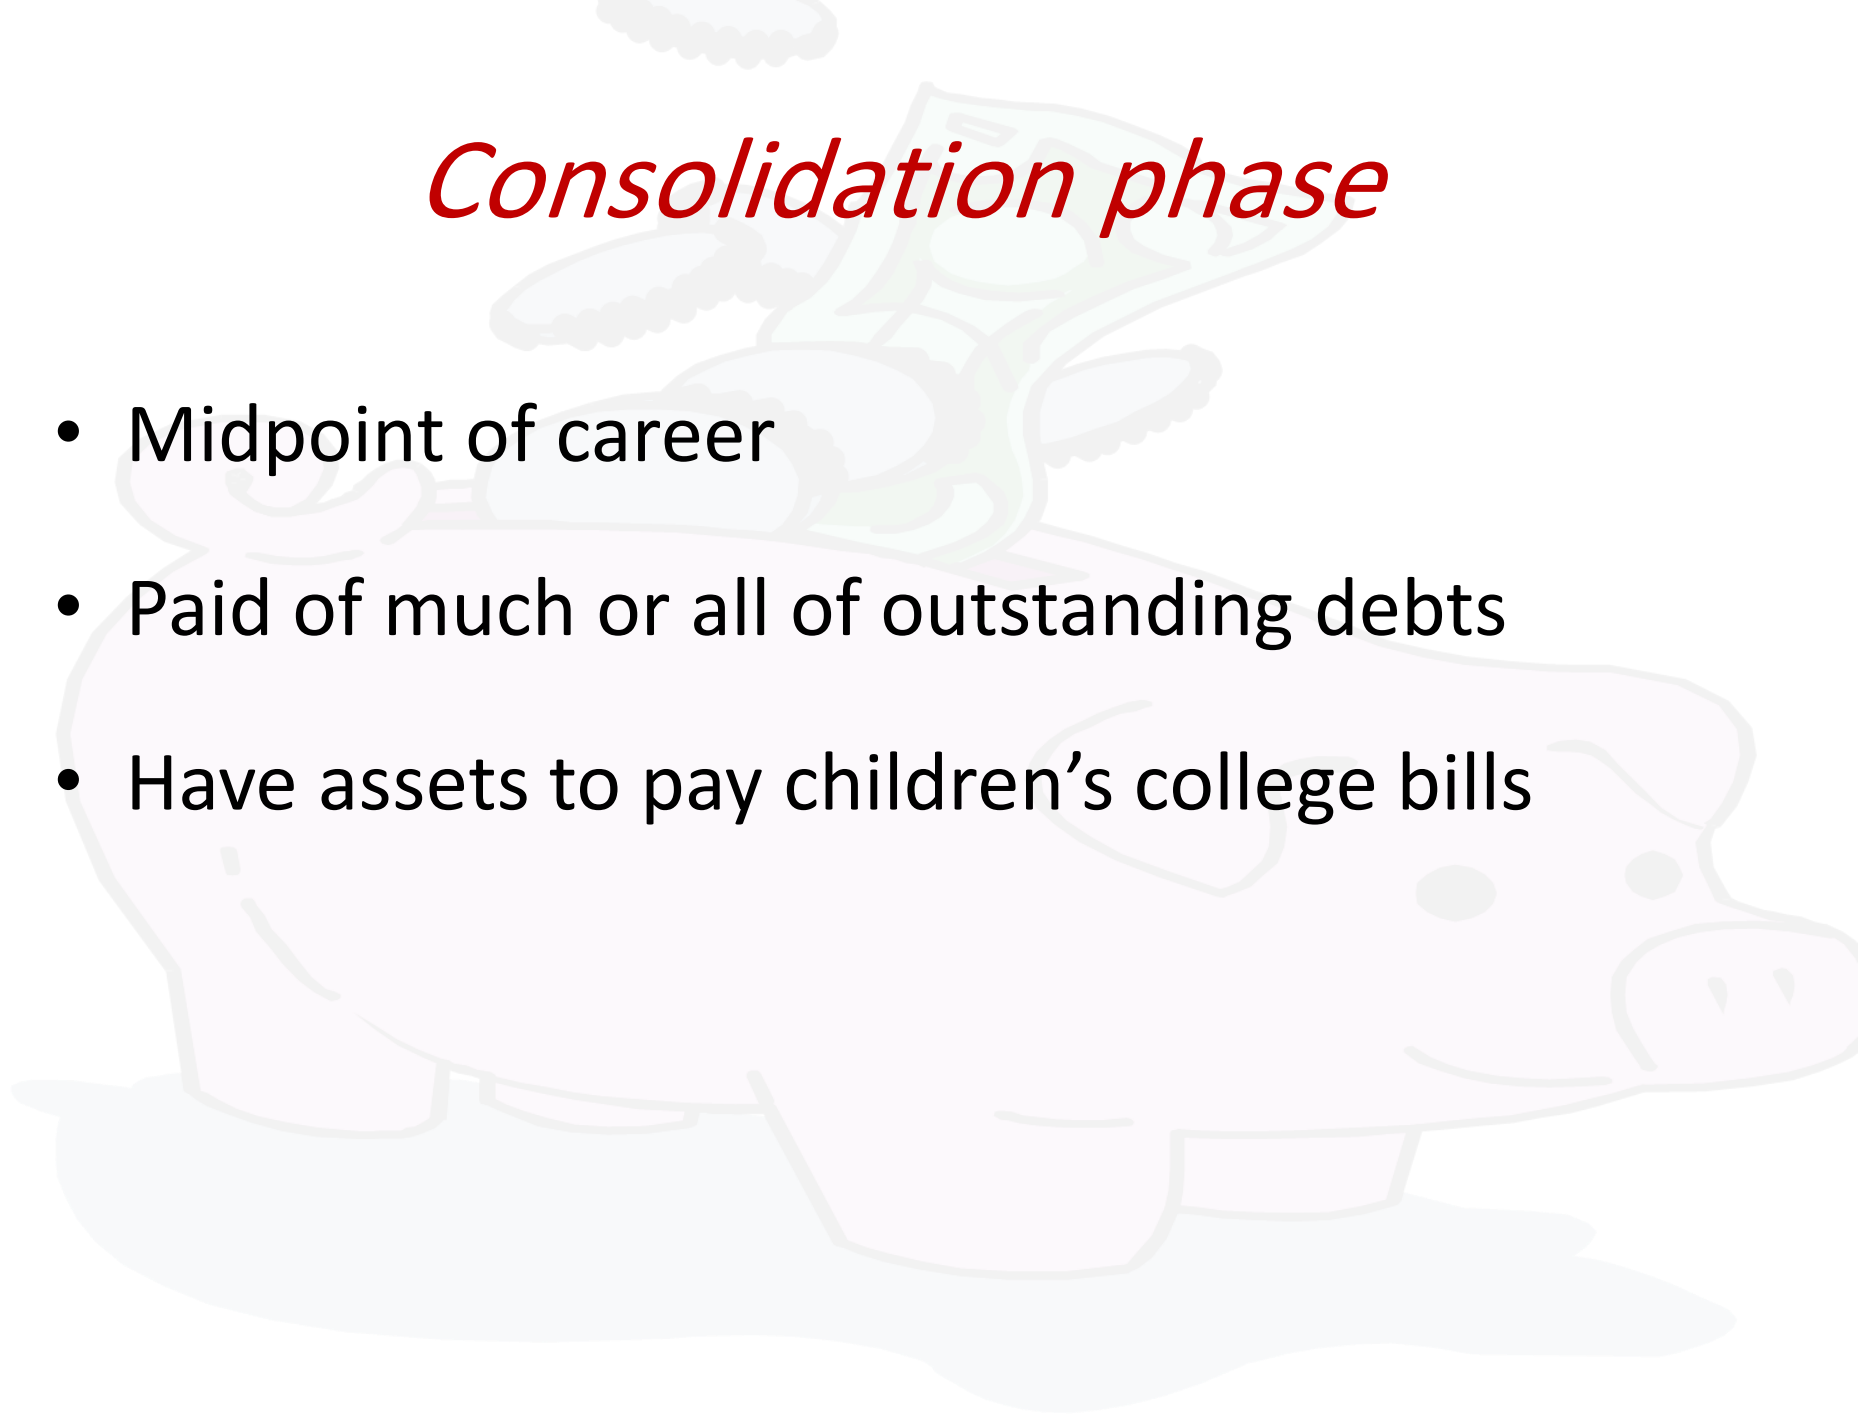 Consolidation phase
• Midpoint of career
• Paid of much or all of outstanding debts
• Have assets to pay children’s college bills